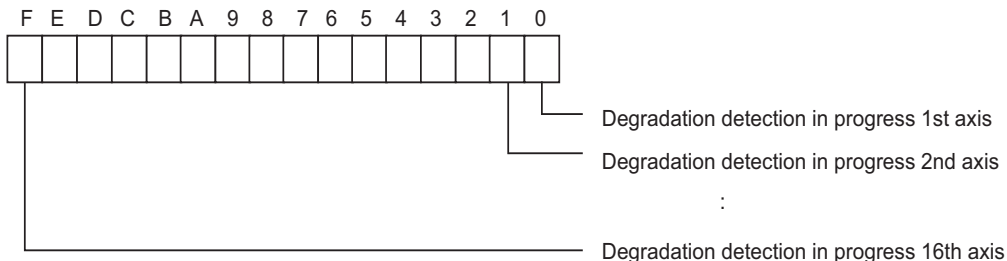 F E D C B A 9 8 7 6 5 4 3 2 1 0
Degradation detection in progress 1st axis
Degradation detection in progress 2nd axis
:
Degradation detection in progress 16th axis